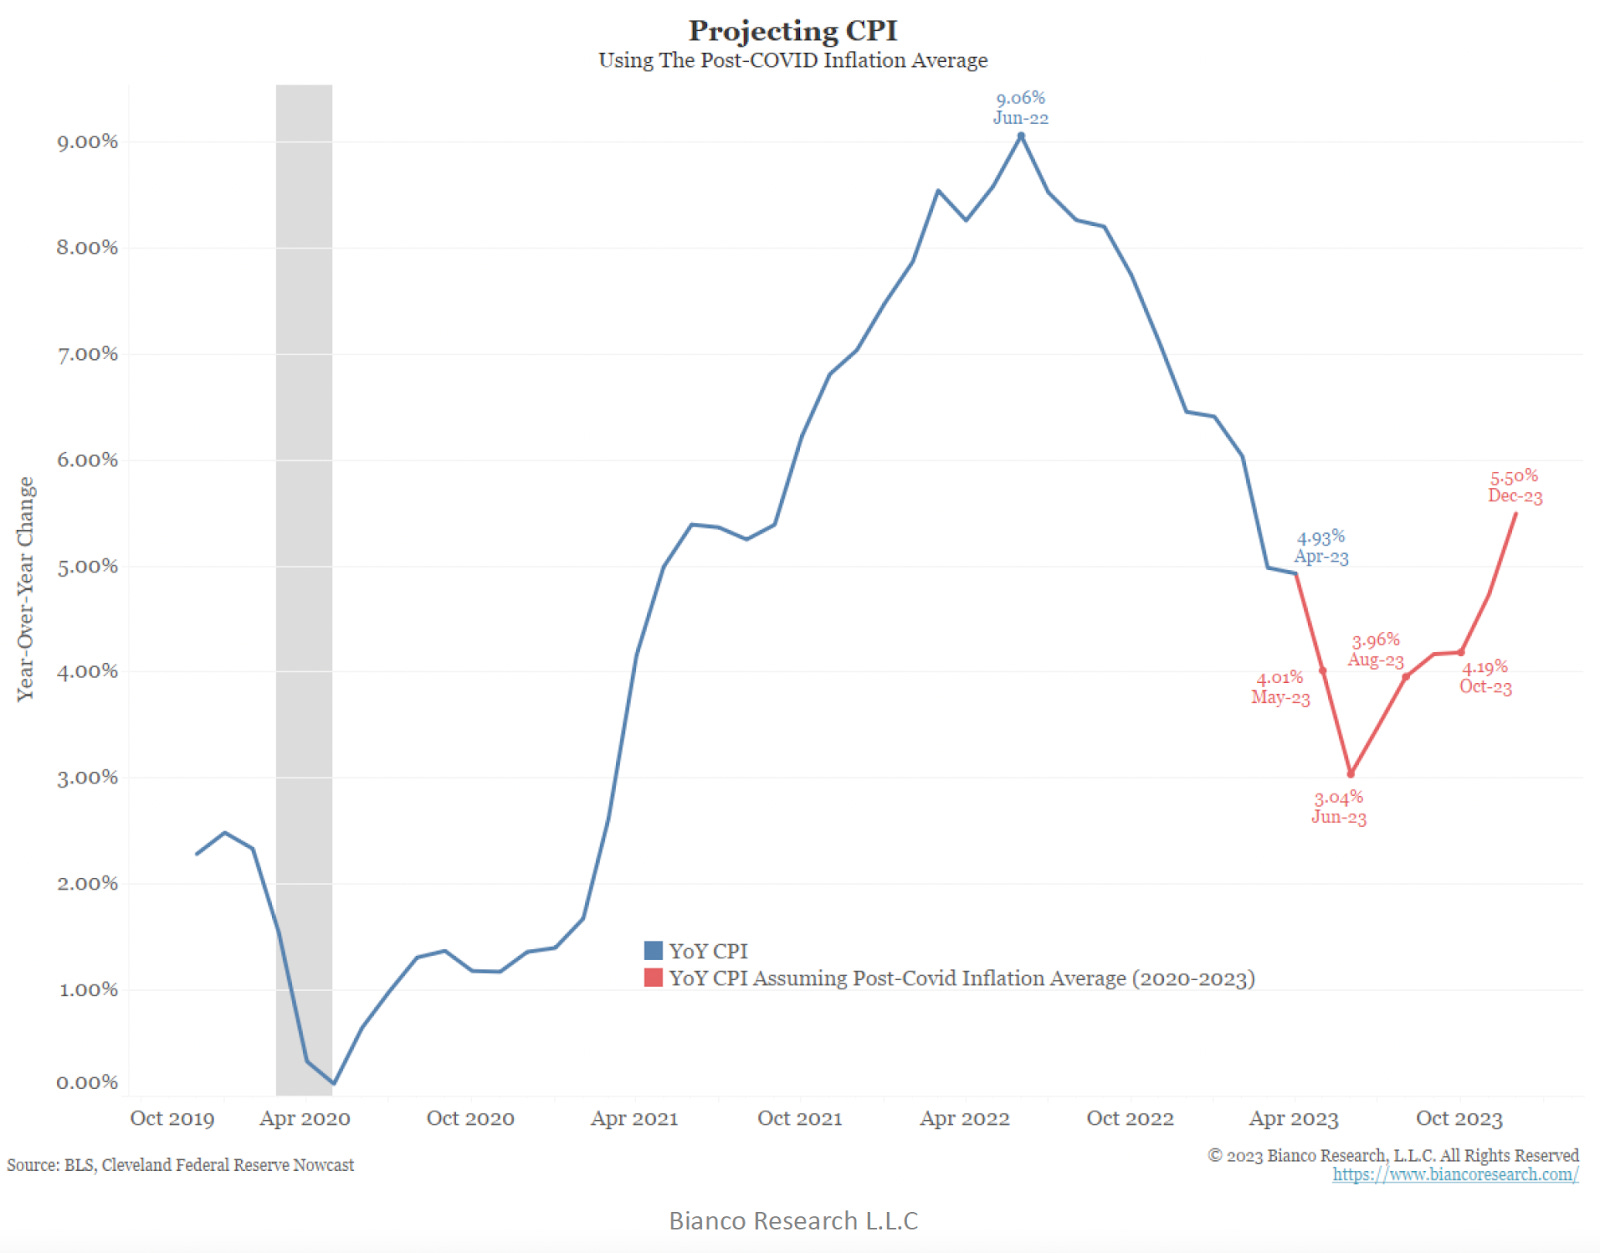 Projecting CPI
Using The Post-COVID Inflation Average
9.06%
Jun-22
9.00%
8.00%
7.00%
6.00%
5.00%
4.00%
3.00%
2.00%
1.00%
0.00%
Year-Over-Year Change
5.50%
Dec-23
4.93%
Apr-23
3.96%
Aug-23
4.01%
May-23
4.19%
Oct-23
3.04%
Jun-23
YoY CPI
YoY CPI Assuming Post-Covid Inflation Average (2020-2023)
Oct 2019 Apr 2020 Oct 2020 Apr 2021 Oct 2021 Apr 2022 Oct 2022 Apr 2023 Oct 2023
Source: BLS, Cleveland Federal Reserve Nowcast
© 2023 Bianco Research, L.L.C. All Rights Reserved
https://www.biancoresearch.com/
Bianco Research L.L.C